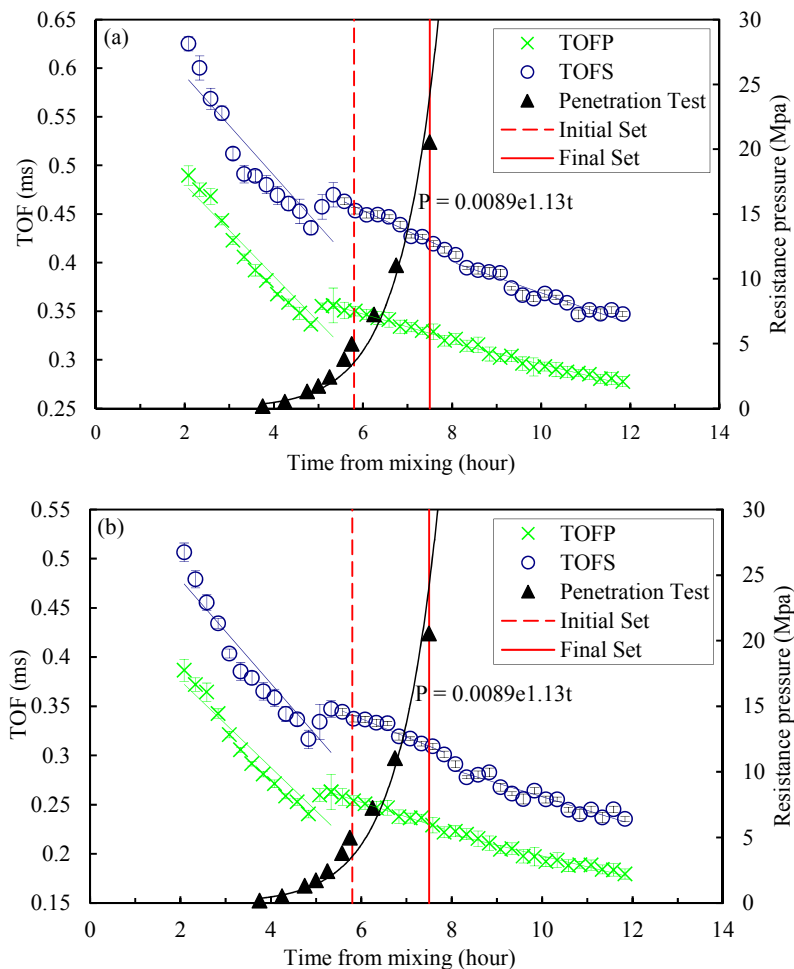 (a)
TOFP
TOFS
Penetration Test
Initial Set
Final Set
P = 0.0089e1.13t
0.65
0.6
0.55
0.5
0.45
0.4
0.35
0.3
0.25
TOF (ms)
30
25
20
15
10
5
0
Resistance pressure (Mpa)
0 2 4 6 8 10 12 14
Time from mixing (hour)
(b)
TOFP
TOFS
Penetration Test
Initial Set
Final Set
P = 0.0089e1.13t
0.55
0.5
0.45
0.4
0.35
0.3
0.25
0.2
0.15
TOF (ms)
30
25
20
15
10
5
0
Resistance pressure (Mpa)
0 2 4 6 8 10 12 14
Time from mixing (hour)